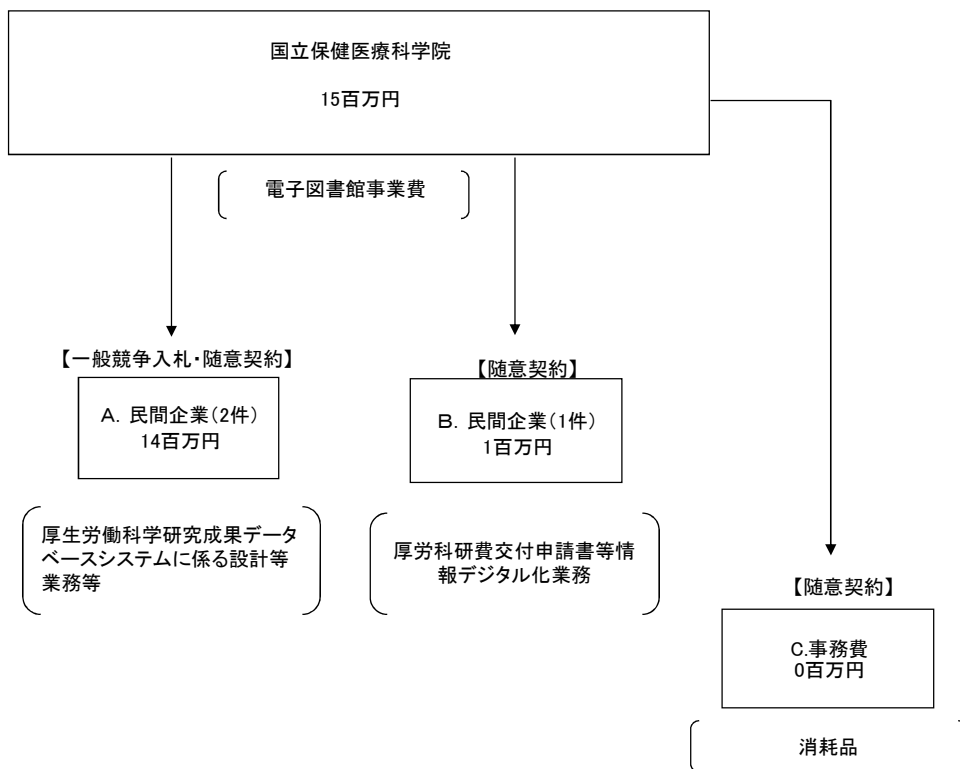 国立保健医療科学院
15百万円
電子図書館事業費
【一般競争入札・随意契約】
A. 民間企業(2件)
14百万円
厚生労働科学研究成果データ
ベースシステムに係る設計等
業務等
【随意契約】
B. 民間企業(1件)
1百万円
厚労科研費交付申請書等情
報デジタル化業務
【随意契約】
C.事務費
0百万円
消耗品